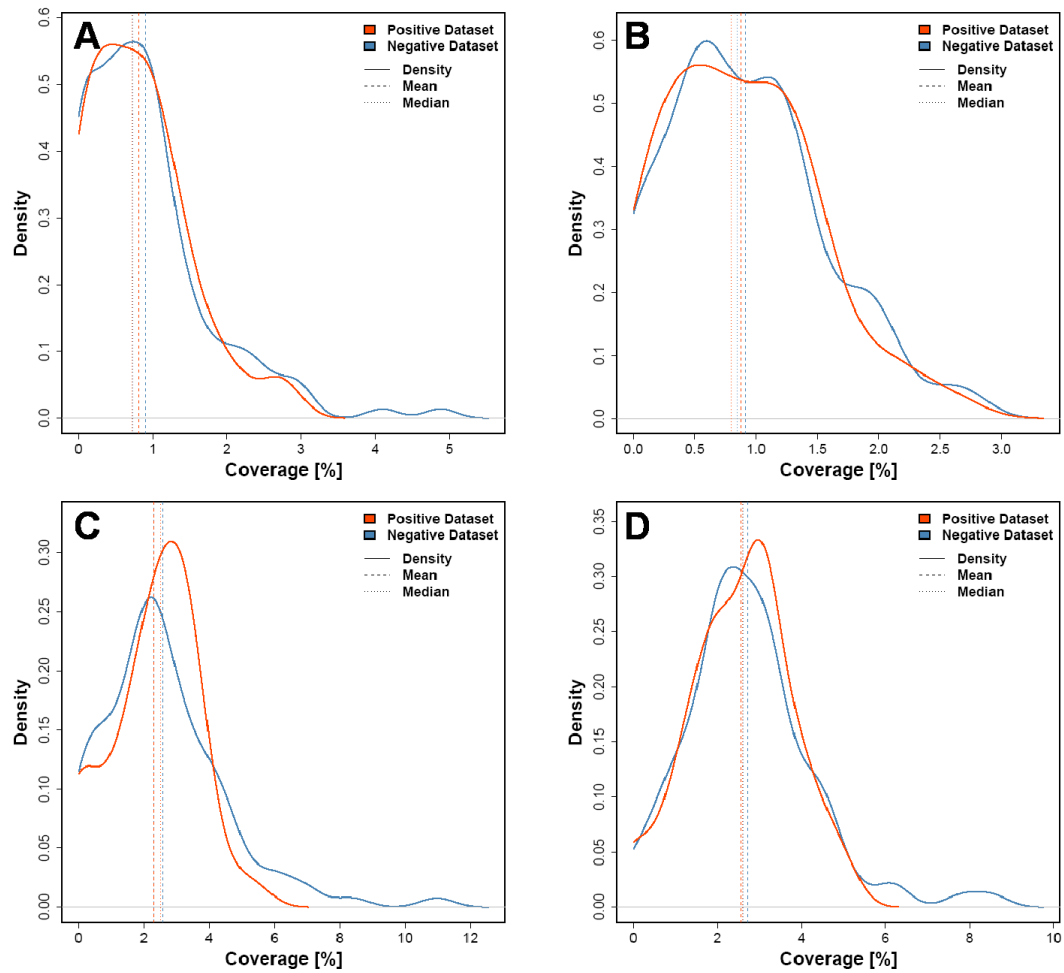 A
Positive Dataset
Negative Dataset
Density
Mean
Median
Density
0.0 0.1 0.2 0.3 0.4 0.5 0.6
0 1 2 3 4 5
Coverage [%]
B
Positive Dataset
Negative Dataset
Density
Mean
Median
Density
0.0 0.1 0.2 0.3 0.4 0.5 0.6
0.0 0.5 1.0 1.5 2.0 2.5 3.0
Coverage [%]
C
Positive Dataset
Negative Dataset
Density
Mean
Median
Density
0.00 0.05 0.10 0.15 0.20 0.25 0.30
0 2 4 6 8 10 12
Coverage [%]
D
Positive Dataset
Negative Dataset
Density
Mean
Median
Density
0.00 0.05 0.10 0.15 0.20 0.25 0.30 0.35
0 2 4 6 8 10
Coverage [%]